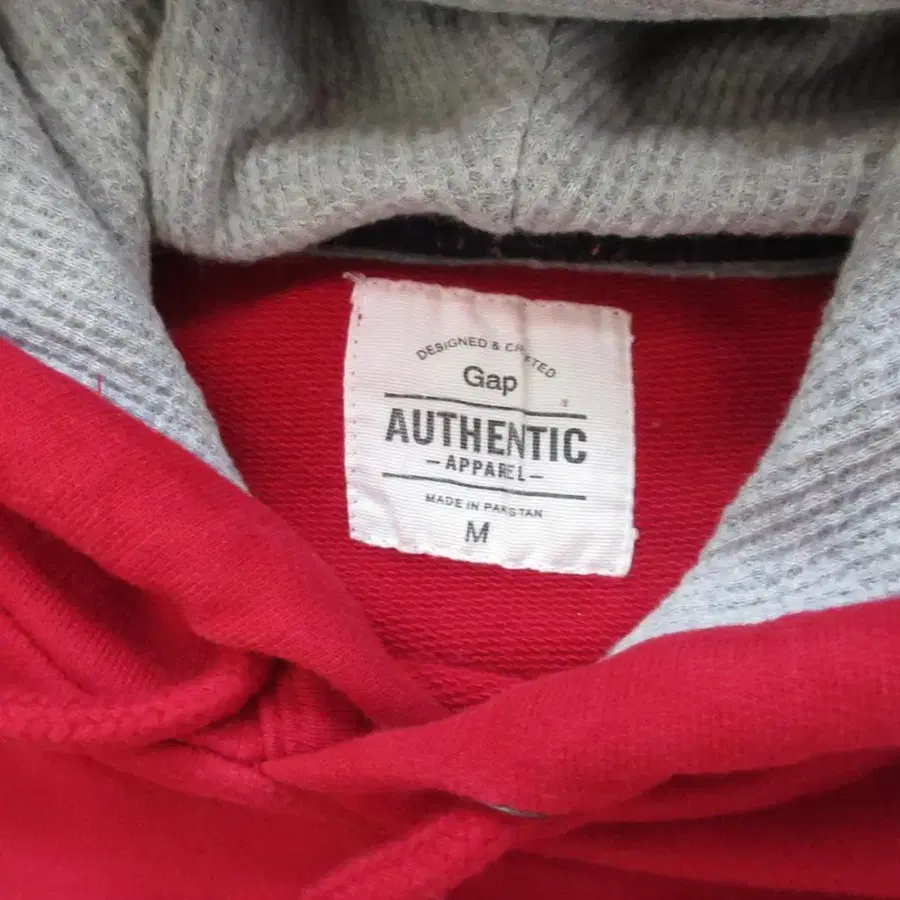 DESIGNED & CRAFTED
Gap
AUTHENTIC
-APPAREL-
MADE IN PAKISTAN
M